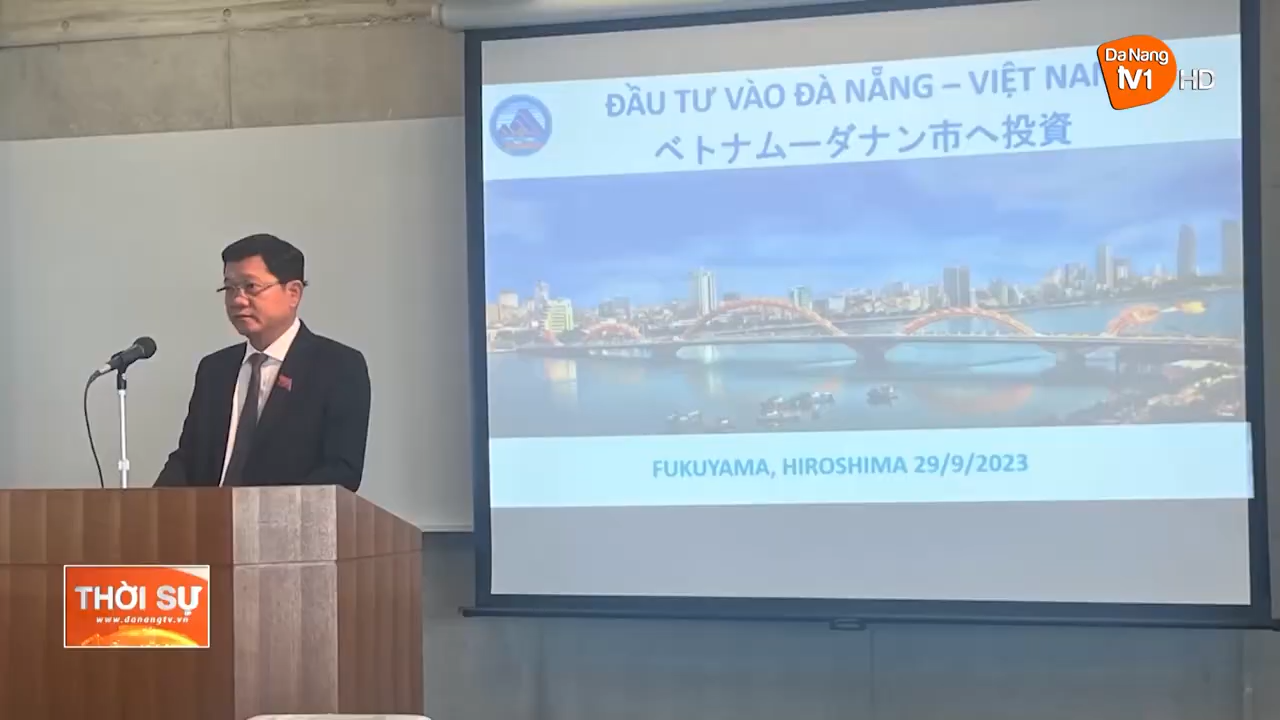 ĐẦU TƯ VÀO ĐÀ NẴNG – VIỆT NAM
ベトナムーダナン市へ投資
FUKUYAMA, HIROSHIMA 29/9/2023
Da Nang
TV1 HD
THỜI SỰ
www.danangtv.vn